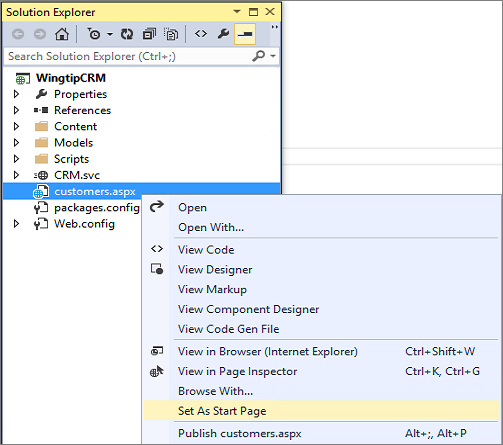 Solution Explorer
Search Solution Explorer (Ctrl+;)
WingtipCRM
Properties
References
Content
Models
Scripts
CRM.svc
customers.aspx
packages.config
Web.config
Open
Open With...
View Code
View Designer
View Markup
View Component Designer
View Code Gen File
View in Browser (Internet Explorer) Ctrl+Shift+W
View in Page Inspector Ctrl+K, Ctrl+G
Browse With...
Set As Start Page
Publish customers.aspx Alt+;, Alt+P